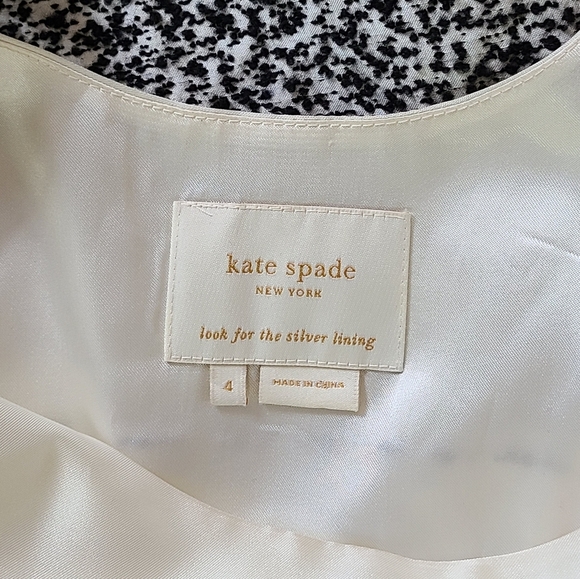 kate spade
NEW YORK
look for the silver lining
4
MADE IN CHINA